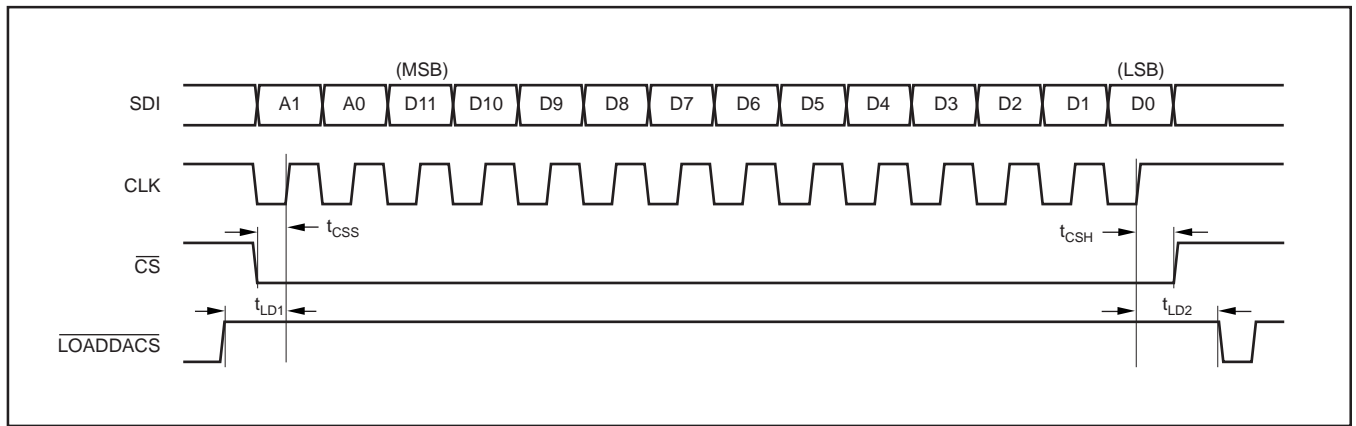 (MSB) (LSB)
SDI A1 A0 D11 D10 D9 D8 D7 D6 D5 D4 D3 D2 D1 D0
CLK
tCSS tCSH
CS
tLD1 tLD2
LOADDACS